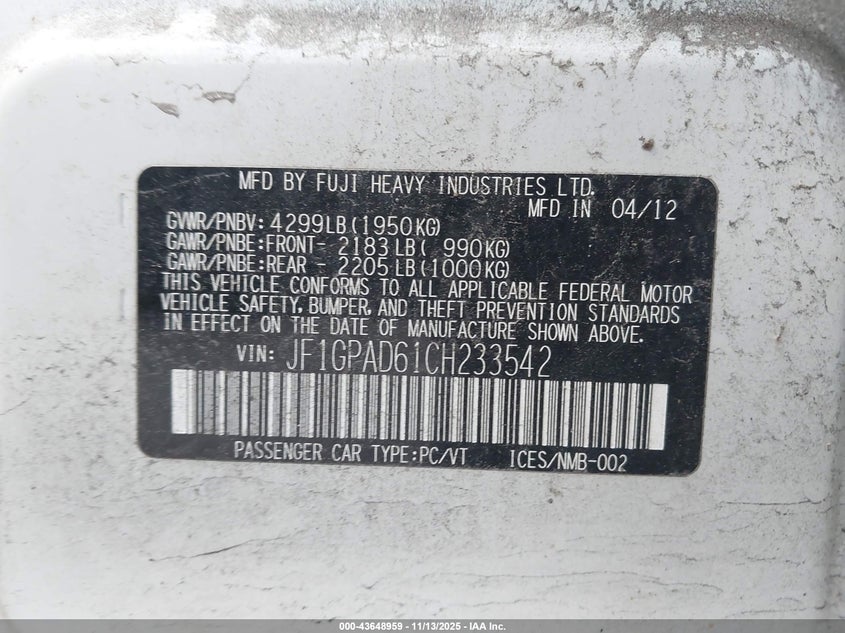 MFD BY FUJI HEAVY INDUSTRIES LTD.
MFD IN 04/12
GVWR/PNBV: 4299LB(1950KG)
GAWR/PNBE:FRONT- 2183LB( 990KG)
GAWR/PNBE:REAR - 2205LB(1000KG)
THIS VEHICLE CONFORMS TO ALL APPLICABLE FEDERAL MOTOR
VEHICLE SAFETY, BUMPER, AND THEFT PREVENTION STANDARDS
IN EFFECT ON THE DATE OF MANUFACTURE SHOWN ABOVE.
VIN: JF1GPAD61CH233542
PASSENGER CAR TYPE:PC/VT ICES/NMB-002
000-43648959 - 11/13/2025 - IAA Inc.